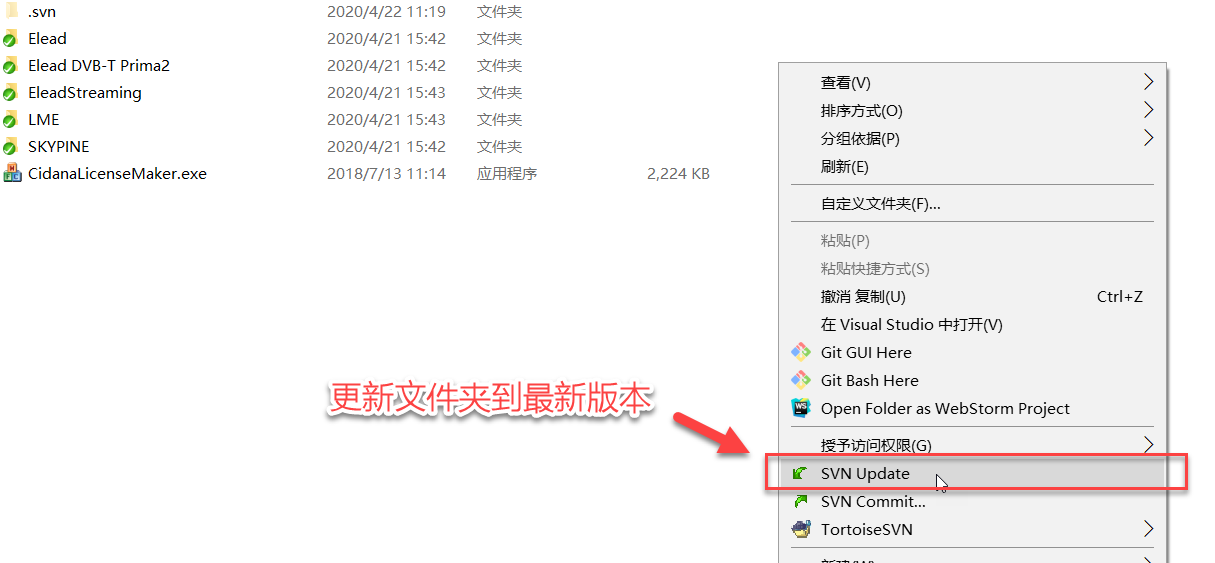 .svn 2020/4/22 11:19 文件夹
Elead 2020/4/21 15:42 文件夹
Elead DVB-T Prima2 2020/4/21 15:42 文件夹
EleadStreaming 2020/4/21 15:43 文件夹
LME 2020/4/21 15:43 文件夹
SKYPINE 2020/4/21 15:42 文件夹
CidanaLicenseMaker.exe 2018/7/13 11:14 应用程序 2,224 KB
查看(V)
排序方式(O)
分组依据(P)
刷新(E)
自定义文件夹(F)...
粘贴(P)
粘贴快捷方式(S)
撤消 复制(U) Ctrl+Z
在 Visual Studio 中打开(V)
Git GUI Here
Git Bash Here
Open Folder as WebStorm Project
更新文件夹到最新版本
授予访问权限(G)
SVN Update
SVN Commit...
TortoiseSVN